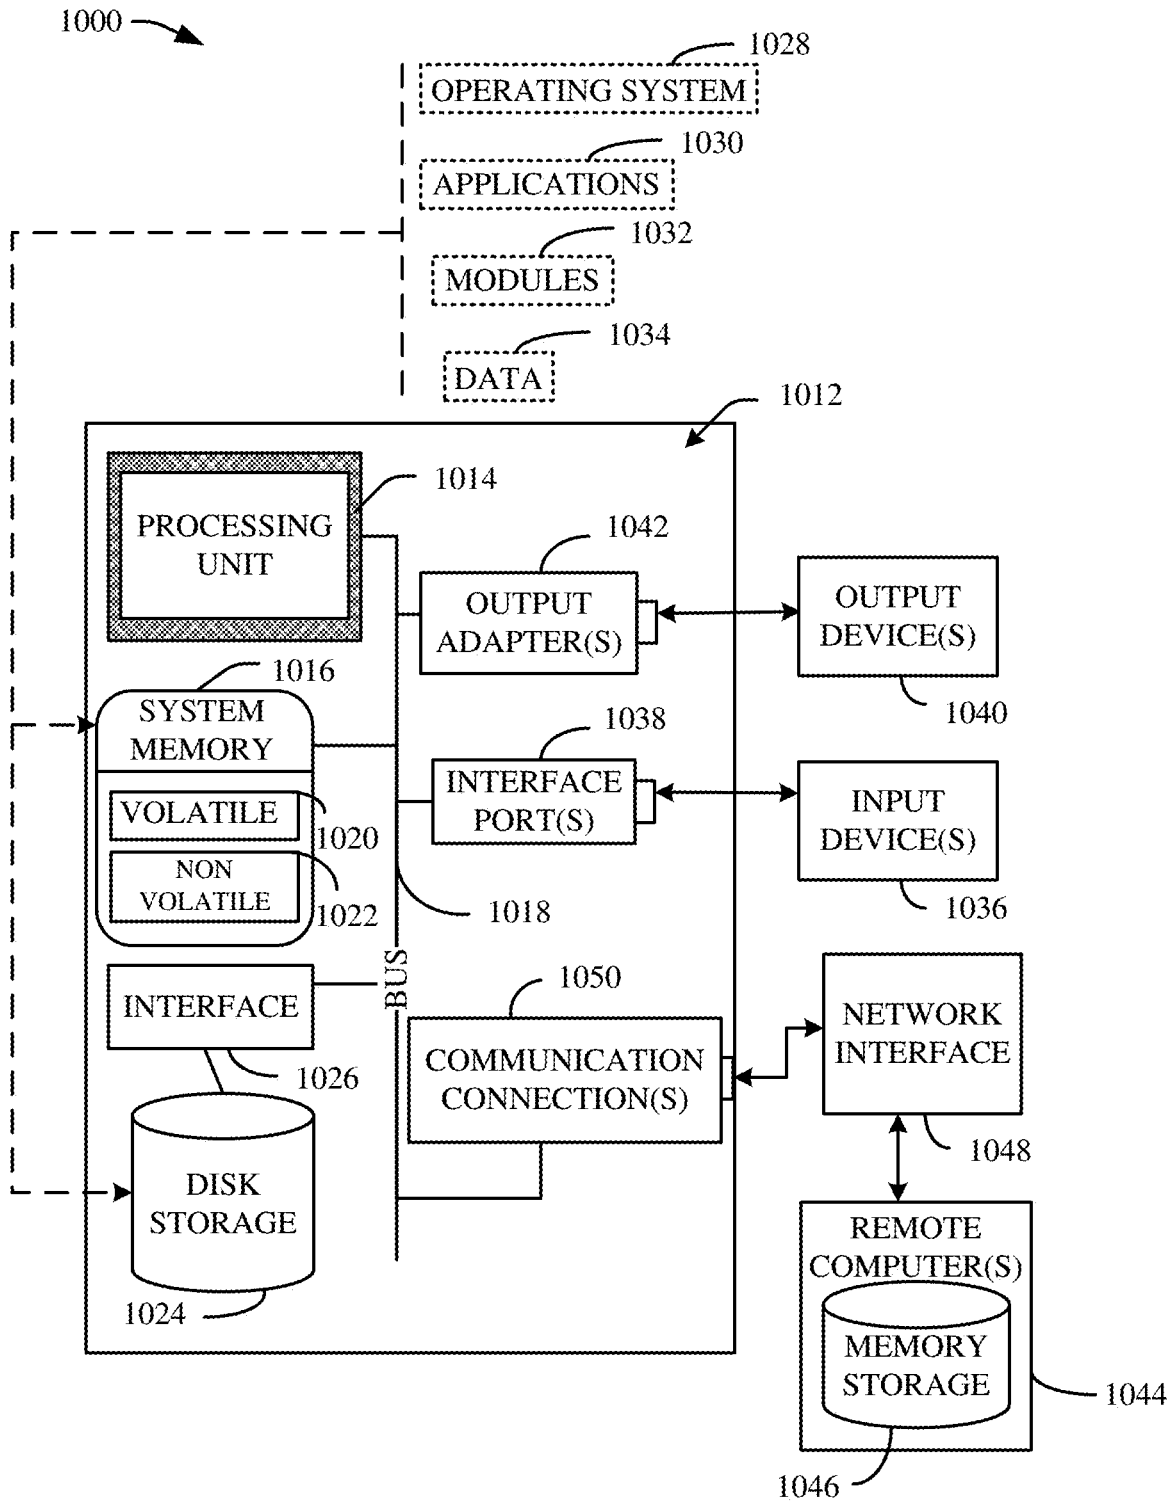 1000
1028
OPERATING SYSTEM
1030
APPLICATIONS
1032
MODULES
1034
DATA
1012
1014
PROCESSING
UNIT
1042
OUTPUT
ADAPTER(S)
OUTPUT
DEVICE(S)
1040
1016
SYSTEM
MEMORY
1038
INTERFACE
PORT(S)
INPUT
DEVICE(S)
1036
VOLATILE
1020
NON
VOLATILE
1022
1018
BUS
INTERFACE
1026
1050
COMMUNICATION
CONNECTION(S)
NETWORK
INTERFACE
1048
DISK
STORAGE
1024
REMOTE
COMPUTER(S)
MEMORY
STORAGE
1044
1046